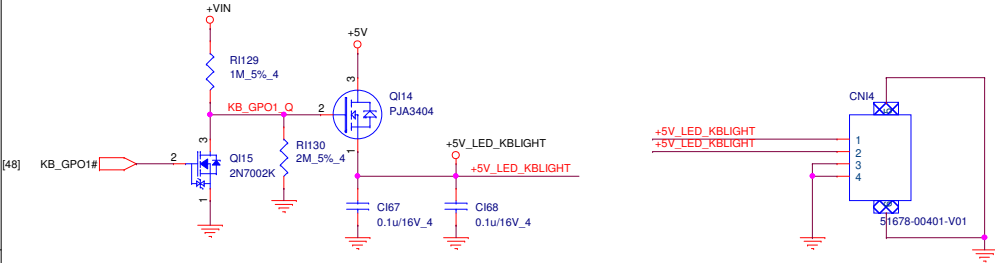 +VIN
+5V
RI129
1M_5%_4
3
QI14
PJA3404
KB_GPO1_Q
2
1
3
RI130
2M_5%_4
[48]
KB_GPO1#
2
QI15
2N7002K
1
+5V_LED_KBLIGHT
+5V_LED_KBLIGHT
CI67
0.1u/16V_4
CI68
0.1u/16V_4
CNI4
+5V_LED_KBLIGHT
+5V_LED_KBLIGHT
1
2
3
4
51678-00401-V01